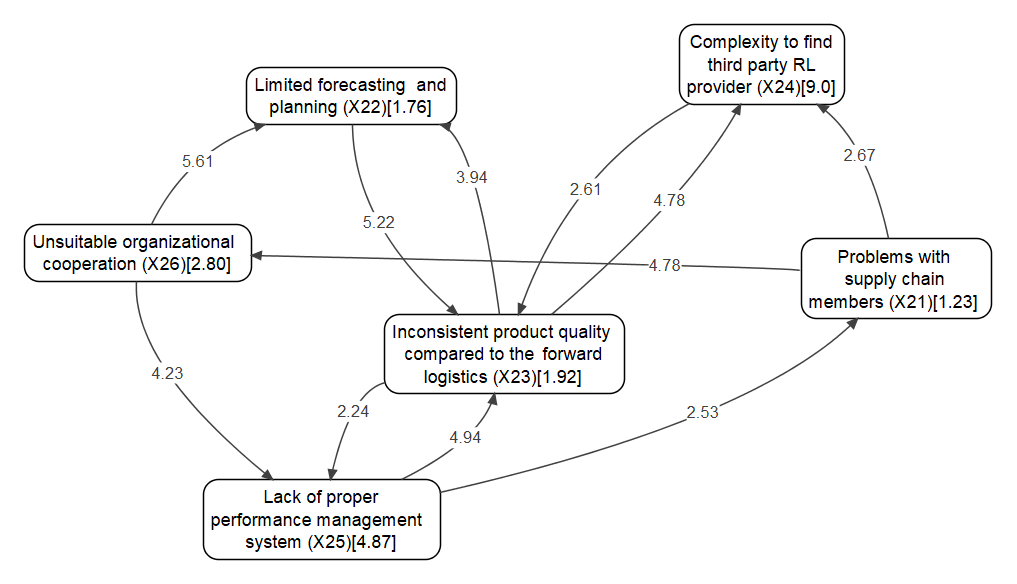 Complexity to find
third party RL
provider (X24)[9.0]
Limited forecasting and
planning (X22)[1.76]
5.61
3.94
2.67
2.61
4.78
5.22
Unsuitable organizational
cooperation (X26)[2.80]
4.78
Problems with
supply chain
members (X21)[1.23]
Inconsistent product quality
compared to the forward
logistics (X23)[1.92]
4.23
2.24
4.94
2.53
Lack of proper
performance management
system (X25)[4.87]